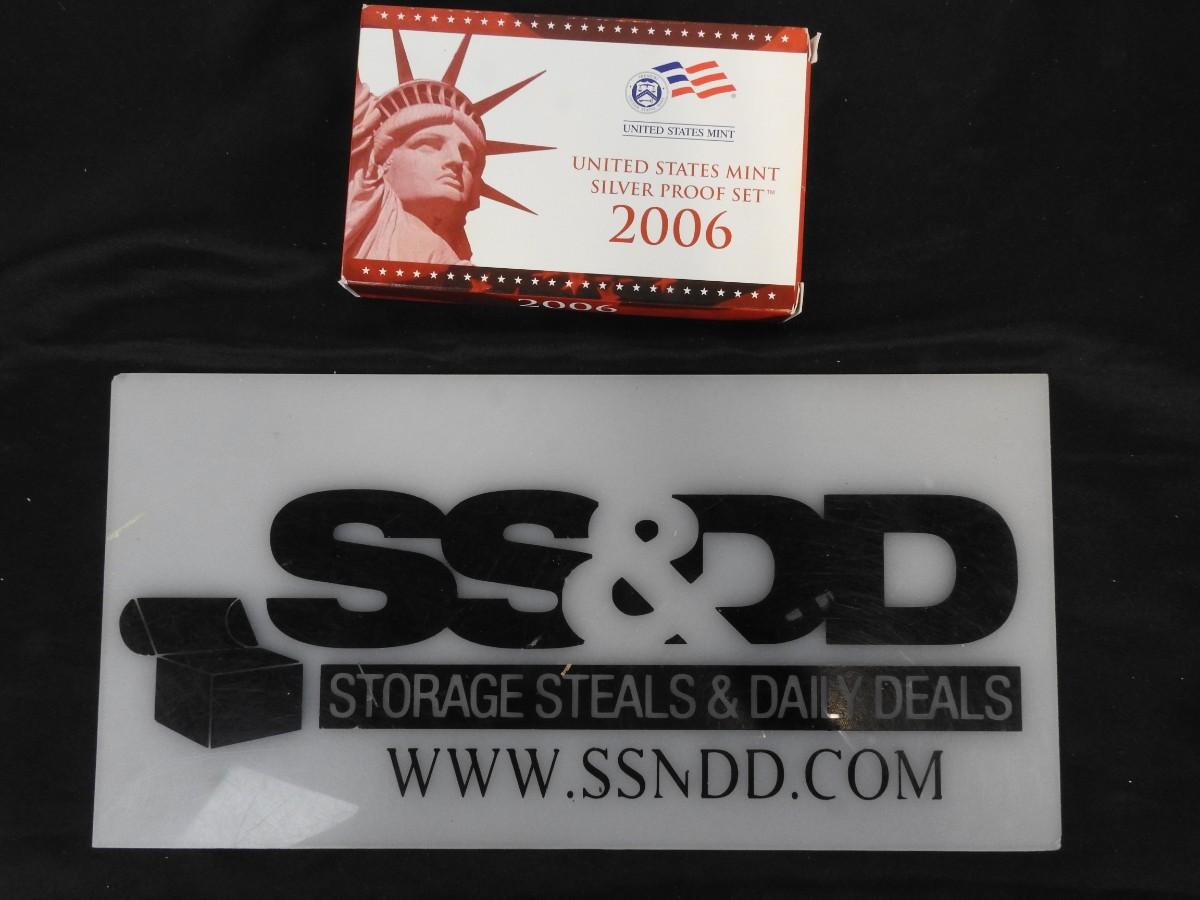 UNITED STATES MINT
UNITED STATES MINT
SILVER PROOF SET™
2006
2006
SS&DD
STORAGE STEALS & DAILY DEALS
WWW.SSNDD.COM